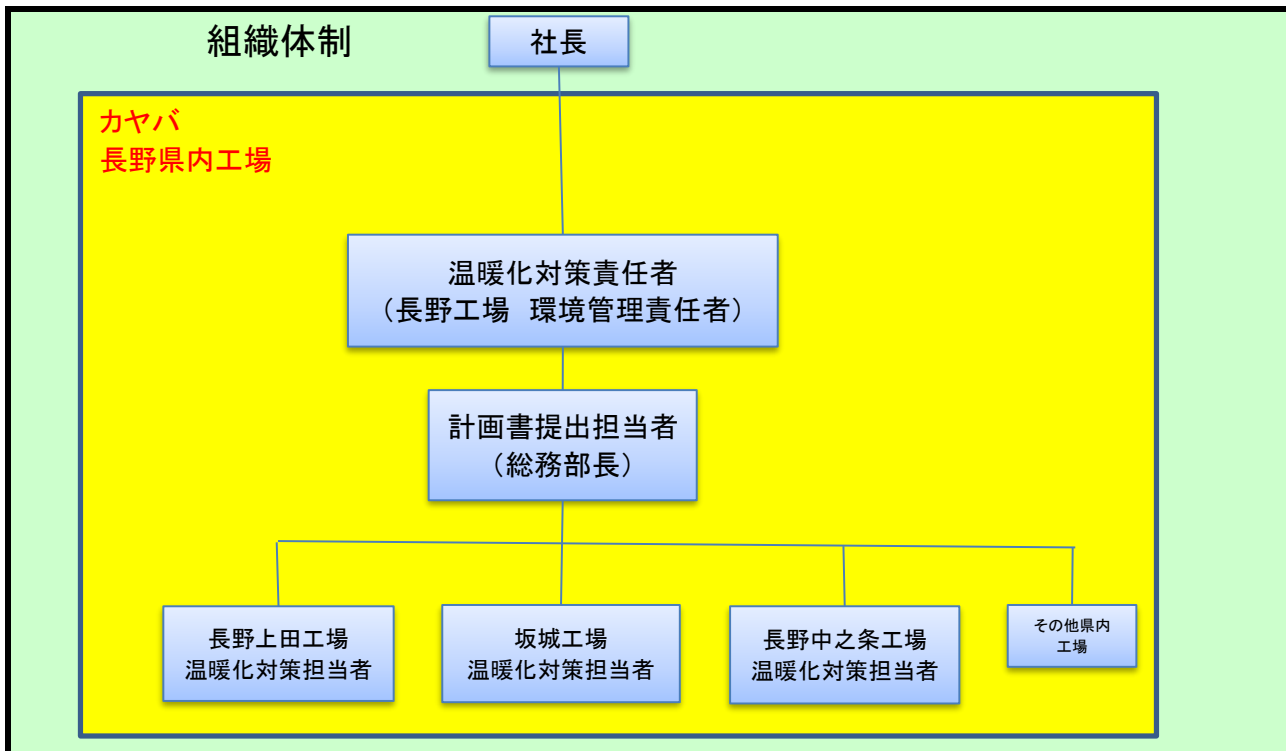 組織体制
社長
カヤバ
長野県内工場
温暖化対策責任者
（長野工場　環境管理責任者）
計画書提出担当者
（総務部長）
長野上田工場
温暖化対策担当者
坂城工場
温暖化対策担当者
長野中之条工場
温暖化対策担当者
その他県内
工場